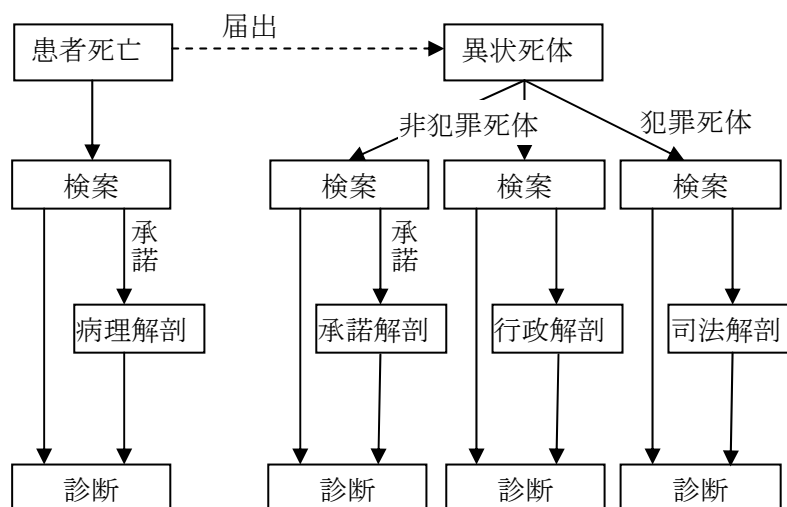 届出
患者死亡
異状死体
非犯罪死体
犯罪死体
検案
検案
検案
検案
承諾
承諾
病理解剖
承諾解剖
行政解剖
司法解剖
診断
診断
診断
診断